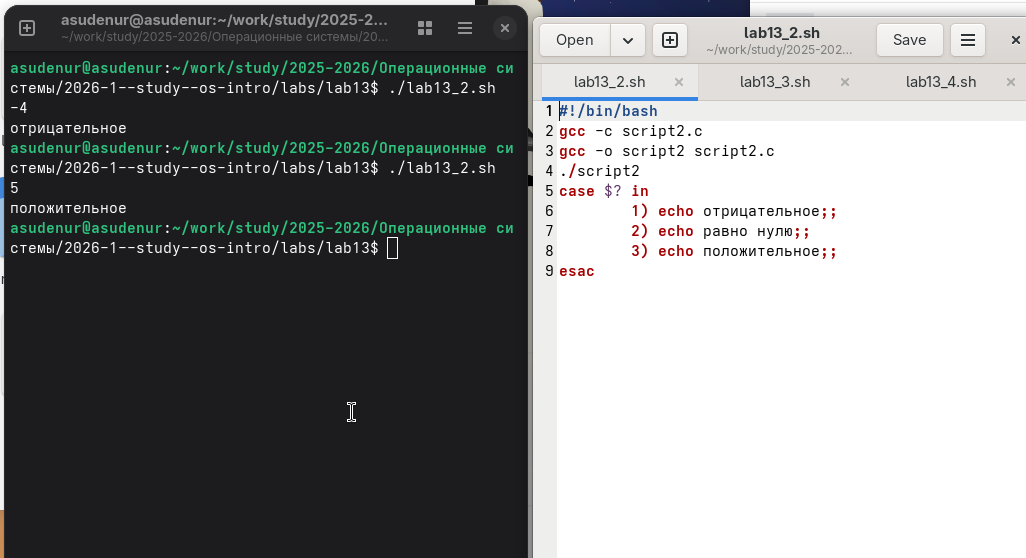 asudenur@asudenur:~/work/study/2025-2...
~/work/study/2025-2026/Операционные системы/20...
asudenur@asudenur:~/work/study/2025-2026/Операционные си
стемы/2026-1--study--os-intro/labs/lab13$ ./lab13_2.sh
-4
отрицательное
asudenur@asudenur:~/work/study/2025-2026/Операционные си
стемы/2026-1--study--os-intro/labs/lab13$ ./lab13_2.sh
5
положительное
asudenur@asudenur:~/work/study/2025-2026/Операционные си
стемы/2026-1--study--os-intro/labs/lab13$
Open
lab13_2.sh
~/work/study/2025-202...
Save
lab13_2.sh
lab13_3.sh
lab13_4.sh
1 #!/bin/bash
2 gcc -c script2.c
3 gcc -o script2 script2.c
4 ./script2
5 case $? in
6 1) echo отрицательное;;
7 2) echo равно нулю;;
8 3) echo положительное;;
9 esac